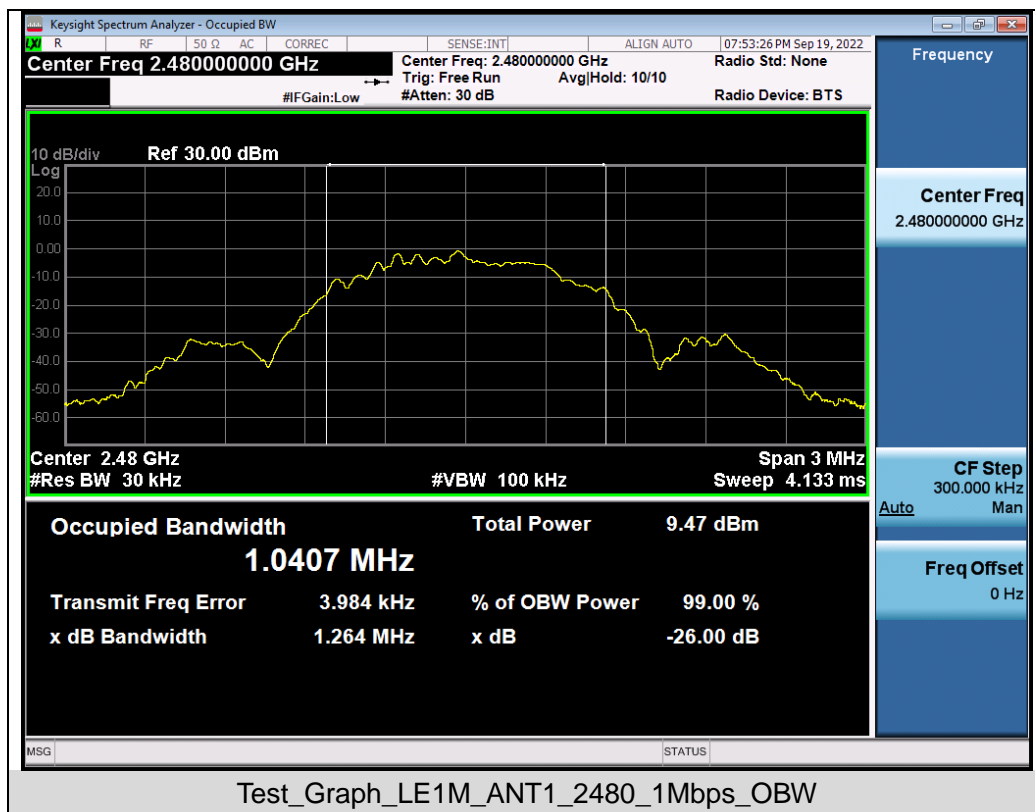 Keysight Spectrum Analyzer - Occupied BW
LXI R RF 50 Ω AC CORREC SENSE:INT ALIGN AUTO 07:53:26 PM Sep 19, 2022
Center Freq 2.480000000 GHz
#IFGain:Low
Center Freq: 2.480000000 GHz
Trig: Free Run Avg|Hold: 10/10
#Atten: 30 dB
Radio Std: None
Radio Device: BTS
10 dB/div Ref 30.00 dBm
Log
20.0
10.0
0.00
-10.0
-20.0
-30.0
-40.0
-50.0
-60.0
Center 2.48 GHz Span 3 MHz
#Res BW 30 kHz #VBW 100 kHz Sweep 4.133 ms
Occupied Bandwidth Total Power 9.47 dBm
1.0407 MHz
Transmit Freq Error 3.984 kHz % of OBW Power 99.00 %
x dB Bandwidth 1.264 MHz x dB -26.00 dB
MSG STATUS
Frequency
Center Freq
2.480000000 GHz
CF Step
300.000 kHz
Auto Man
Freq Offset
0 Hz
Test_Graph_LE1M_ANT1_2480_1Mbps_OBW